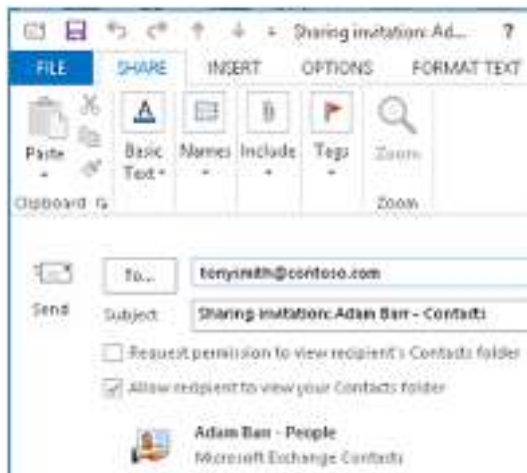 Sharing invitation: Ad... ?
FILE SHARE INSERT OPTIONS FORMAT TEXT
Paste
Basic Text
Names
Include
Tags
Zoom
Clipboard
Zoom
To...
tonysmith@contoso.com
Send
Subject
Sharing invitation: Adam Barr - Contacts
Request permission to view recipient's Contacts folder
Allow recipient to view your Contacts folder
Adam Barr - People
Microsoft Exchange Contacts